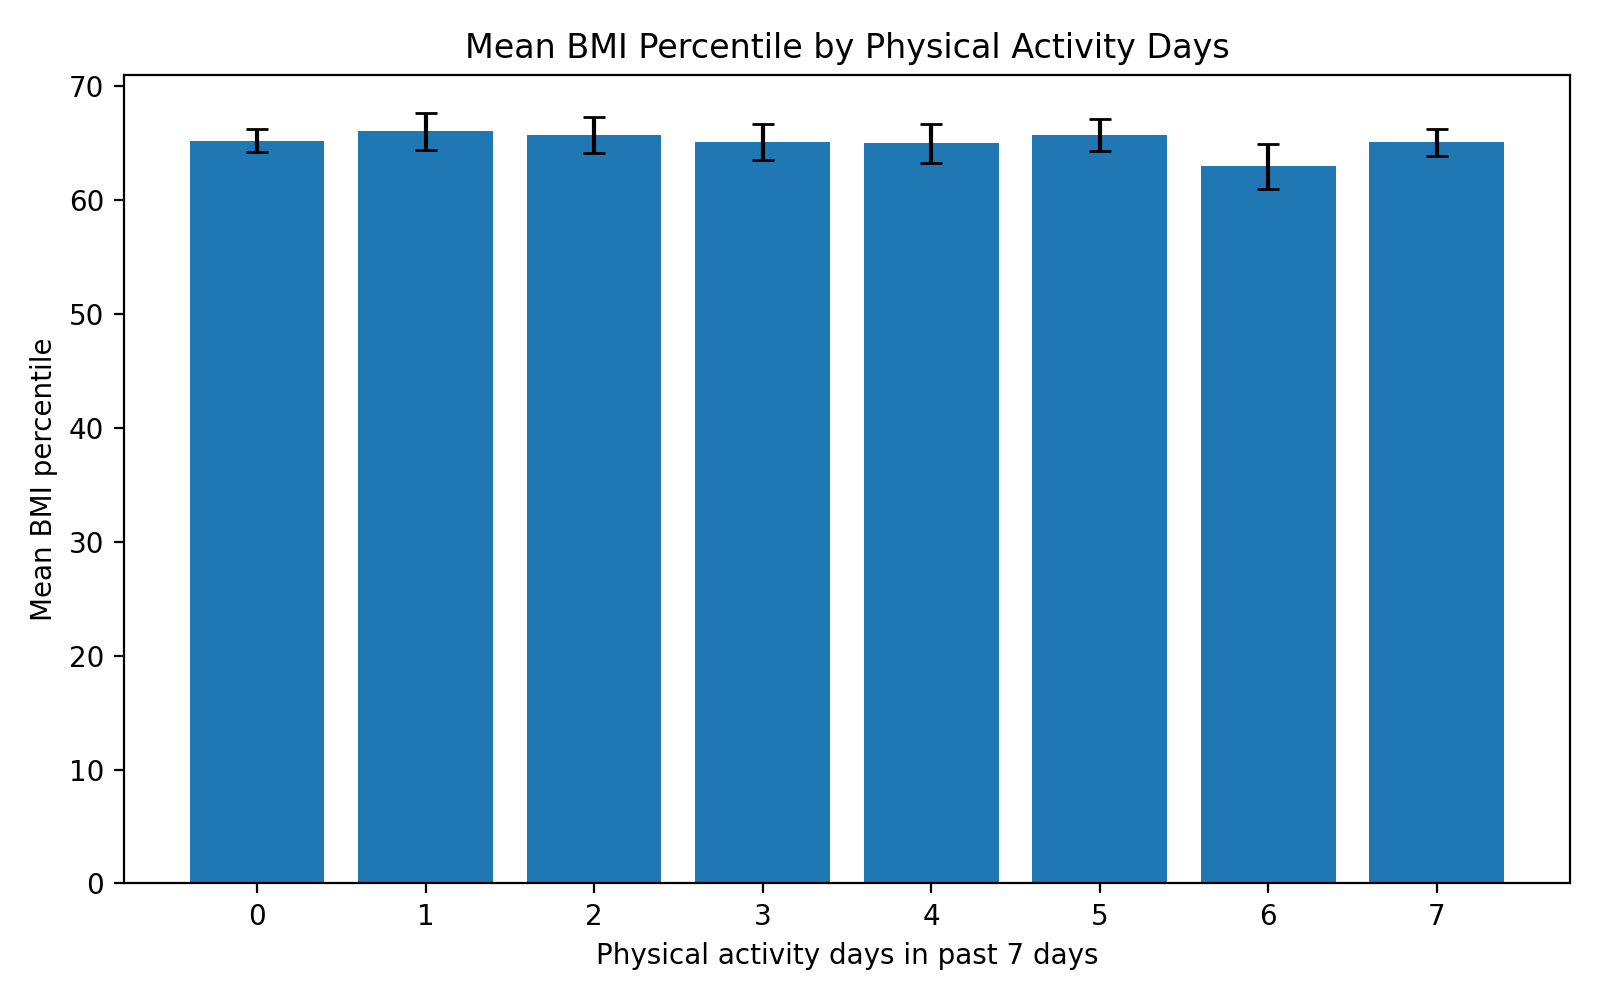 Mean BMI Percentile by Physical Activity Days
70
60
50
40
30
20
10
0
Mean BMI percentile
0 1 2 3 4 5 6 7
Physical activity days in past 7 days